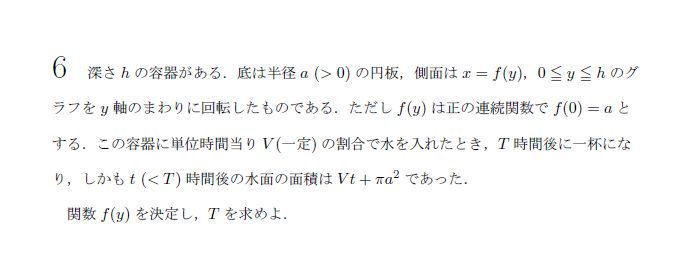 6 深さ h の容器がある．底は半径 a (> 0) の円板，側面は x = f(y)，0 ≦ y ≦ h のグ
ラフを y 軸のまわりに回転したものである．ただし f(y) は正の連続関数で f(0) = a と
する．この容器に単位時間当り V (一定) の割合で水を入れたとき，T 時間後に一杯にな
り，しかも t (< T) 時間後の水面の面積は Vt + πa² であった．
関数 f(y) を決定し，T を求めよ．